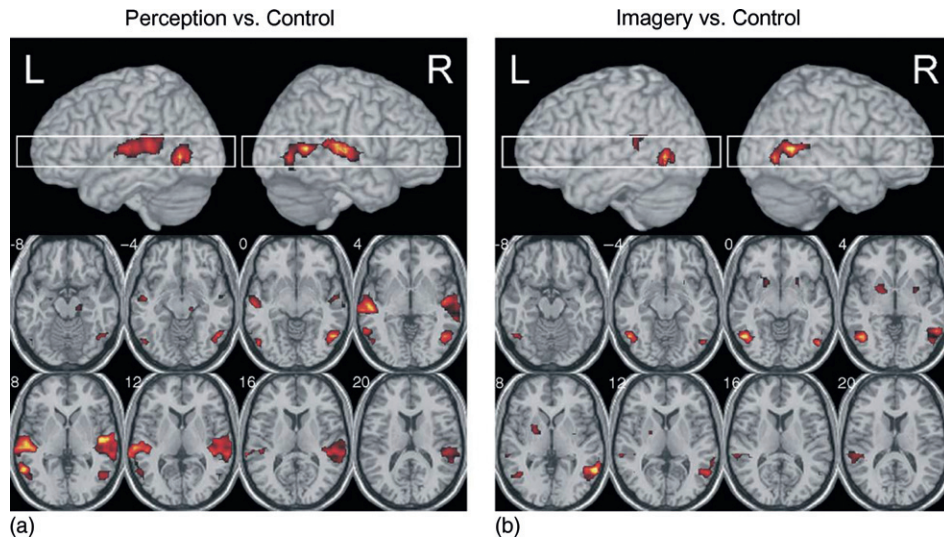 Perception vs. Control
Imagery vs. Control
L R
L R
-8 -4 0 4
8 12 16 20
-8 -4 0 4
8 12 16 20
(a)
(b)